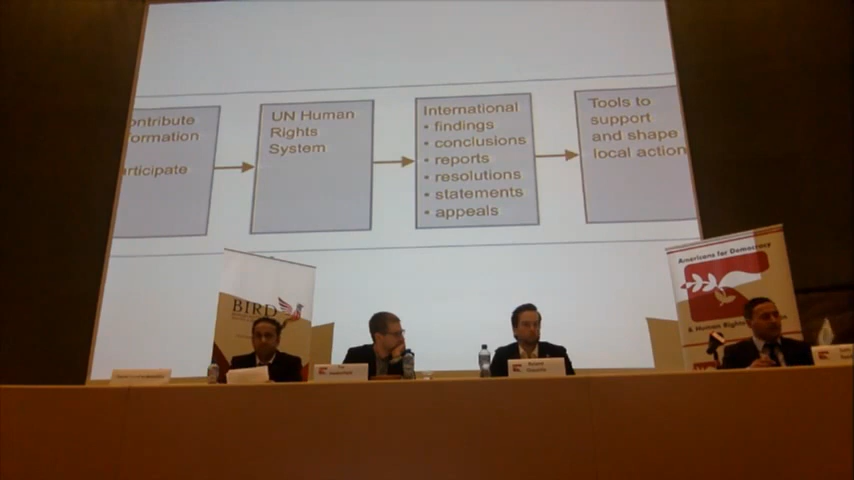 ontribute
formation
rticipate
UN Human
Rights
System
International
• findings
• conclusions
• reports
• resolutions
• statements
• appeals
Tools to
support
and shape
local action
BIRD
Americans for Democracy
& Human Rights